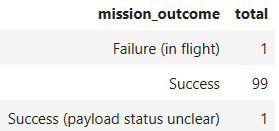 mission_outcome total
Failure (in flight) 1
Success 99
Success (payload status unclear) 1